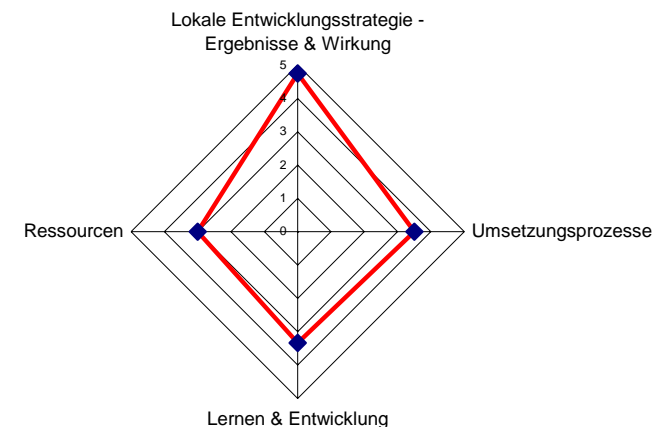 Lokale Entwicklungsstrategie -
Ergebnisse & Wirkung
5
4
3
2
1
0
Ressourcen
Umsetzungsprozesse
Lernen & Entwicklung